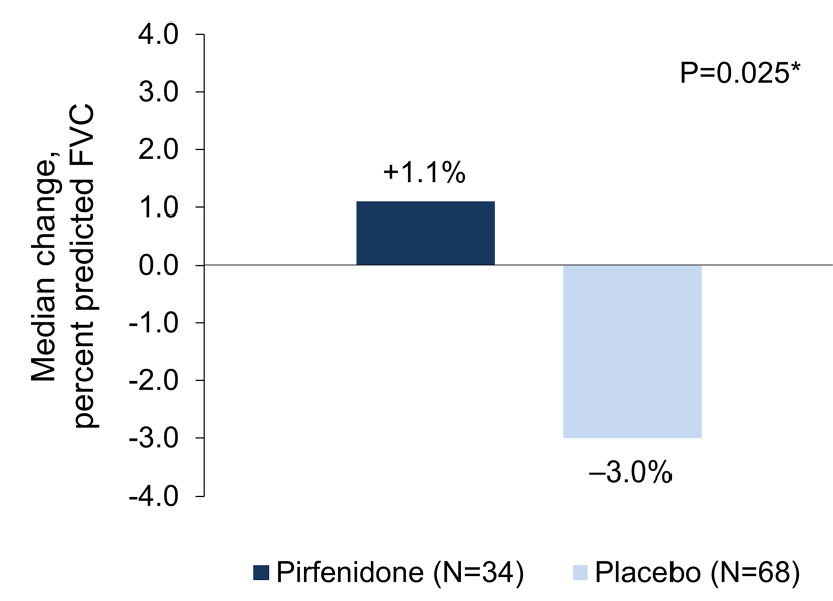 Median change,
percent predicted FVC
4.0
3.0
2.0
1.0
0.0
-1.0
-2.0
-3.0
-4.0
P=0.025*
+1.1%
–3.0%
Pirfenidone (N=34)
Placebo (N=68)